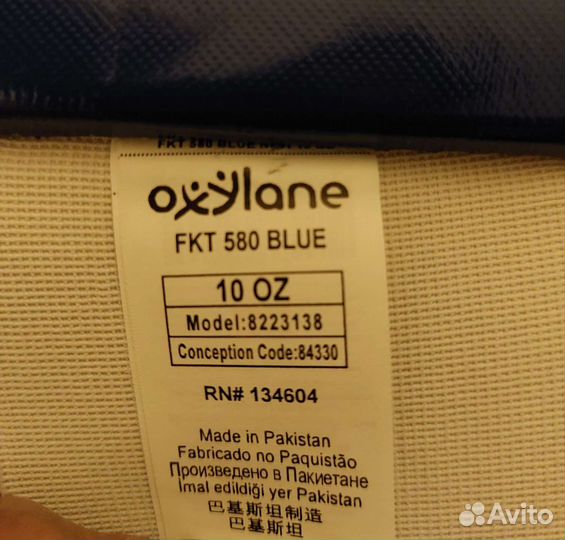 FKT 580 BLUE
oxylane
FKT 580 BLUE
10 OZ
Model:8223138
Conception Code:84330
RN# 134604
Made in Pakistan
Fabricado no Paquistão
Произведено в Пакиетане
İmal edildiği yer Pakistan
巴基斯坦制造
巴基斯坦
Avito